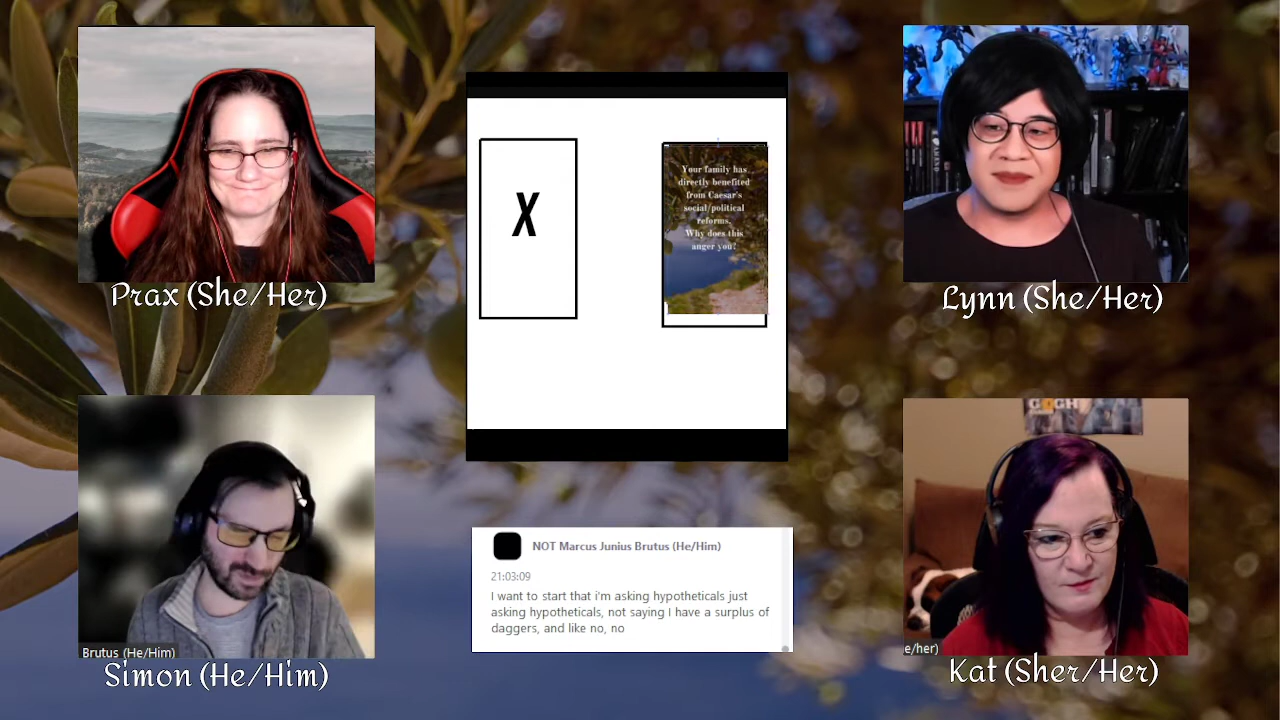 Prax (She/Her)
X
Your family has
directly benefited
from Caesar's
social/political
reforms.
Why does this
anger you?
Lynn (She/Her)
Brutus (He/Him)
Simon (He/Him)
NOT Marcus Junius Brutus (He/Him)
21:03:09
I want to start that i'm asking hypotheticals just
asking hypotheticals, not saying I have a surplus of
daggers, and like no, no
GOGH
e/her)
Kat (Sher/Her)